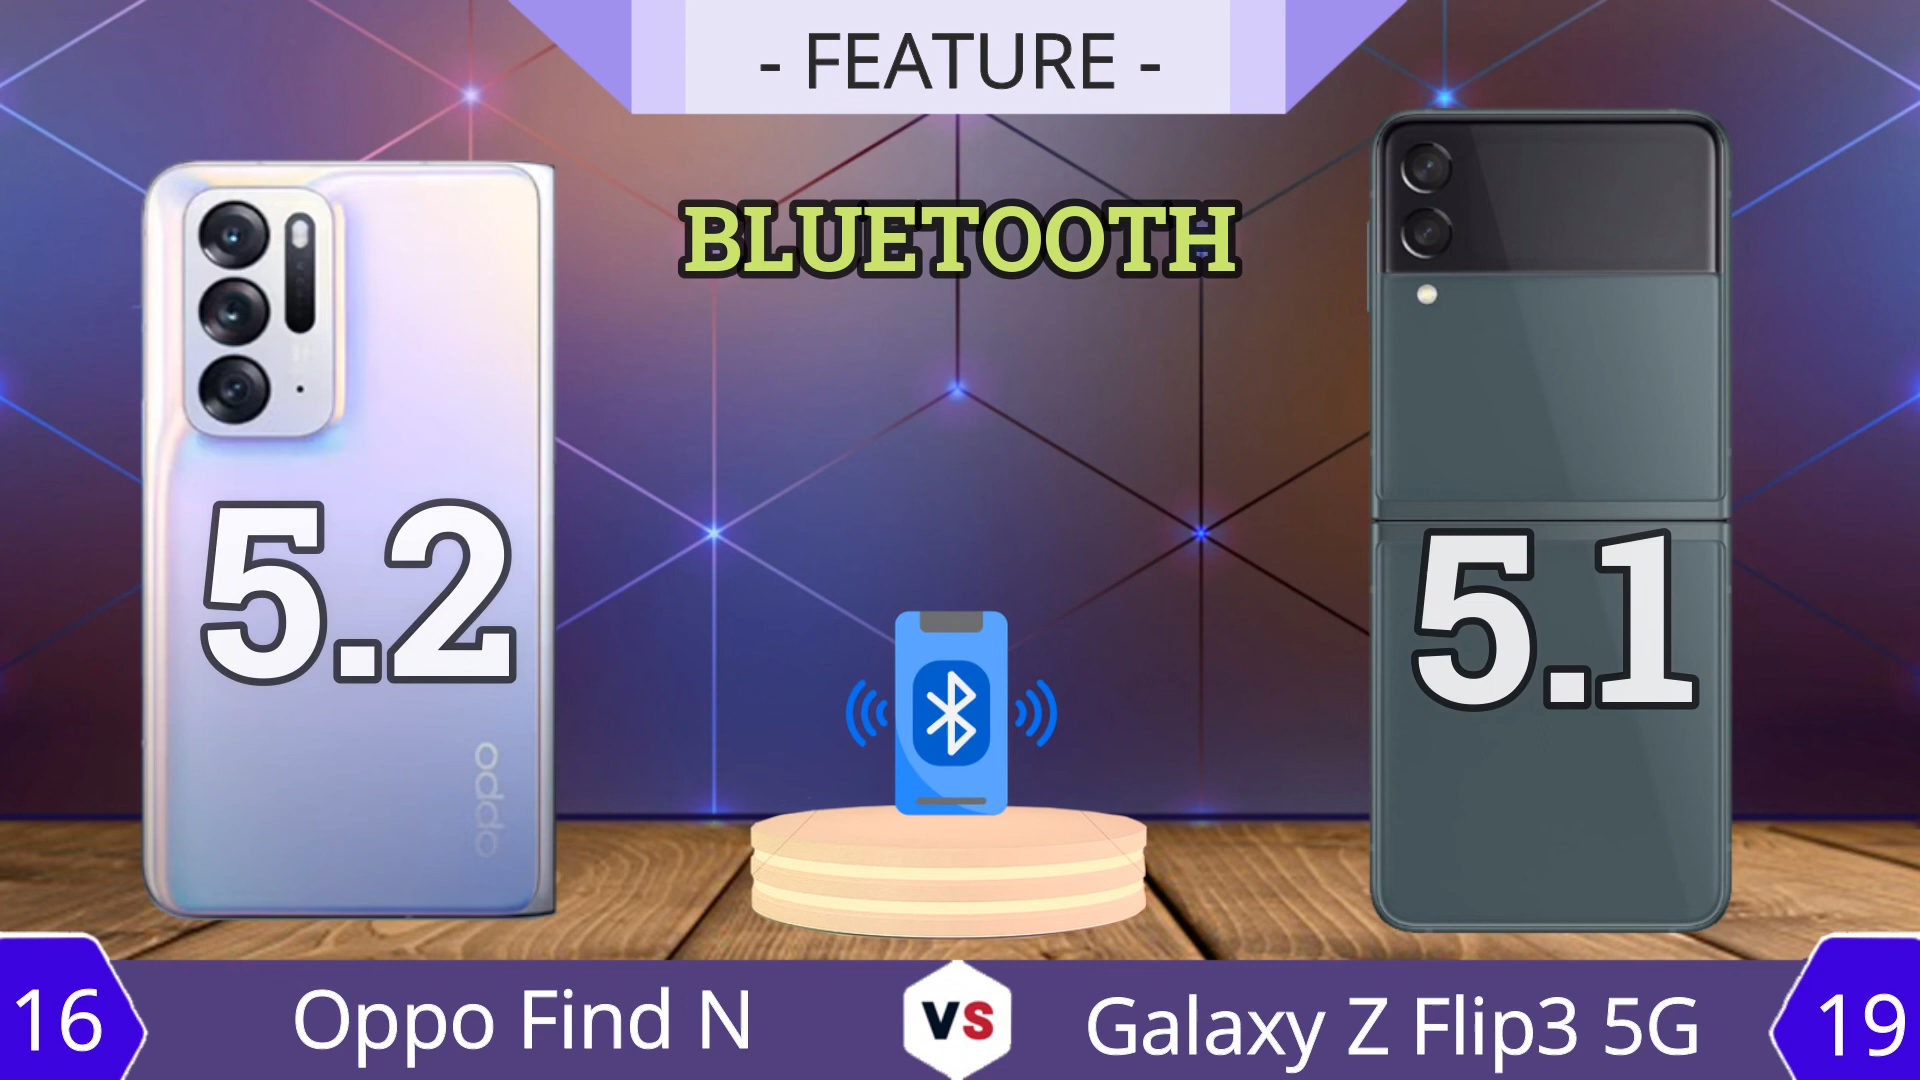 - FEATURE -
BLUETOOTH
5.2
5.1
oppo
16
Oppo Find N
VS
Galaxy Z Flip3 5G
19